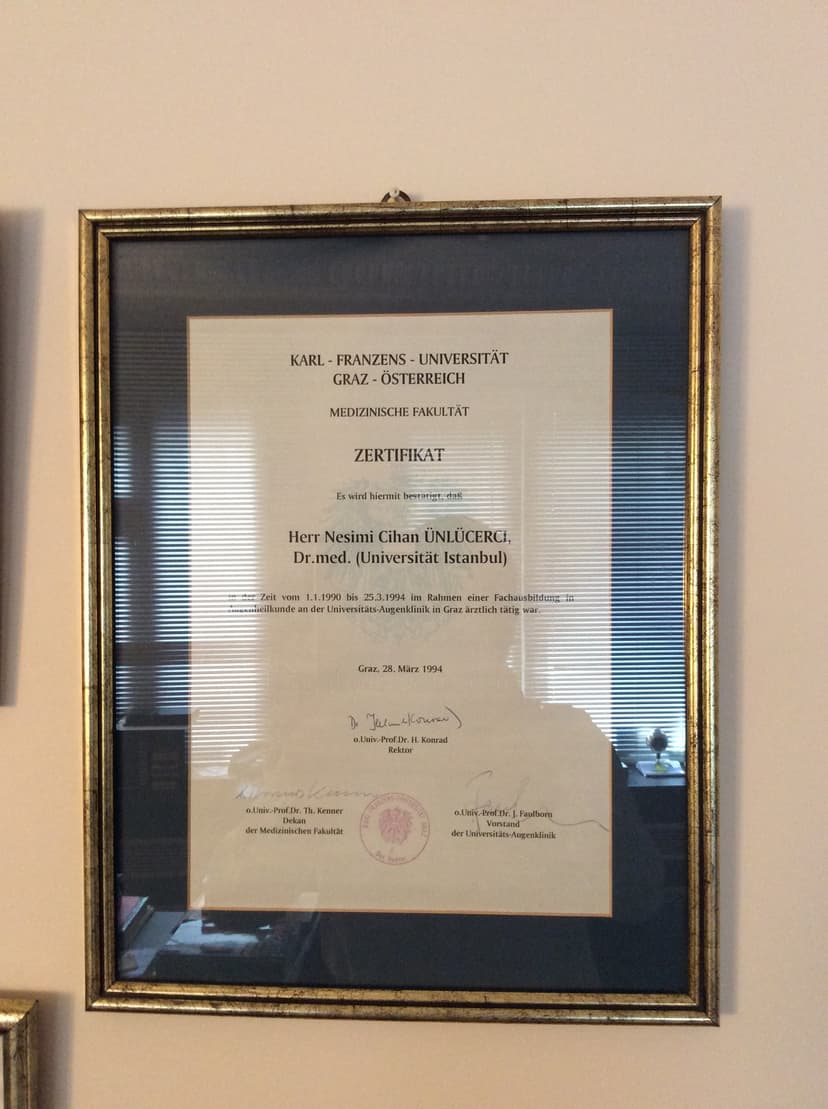 KARL - FRANZENS - UNIVERSITÄT
GRAZ - ÖSTERREICH
MEDIZINISCHE FAKULTÄT
ZERTIFIKAT
Es wird hiermit bestätigt, daß
Herr Nesimi Cihan ÜNLÜCERCİ,
Dr.med. (Universität Istanbul)
in der Zeit vom 1.1.1990 bis 25.3.1994 im Rahmen einer Fachausbildung in
Augenheilkunde an der Universitäts-Augenklinik in Graz ärztlich tätig war.
Graz, 28. März 1994
o.Univ.-Prof.Dr. H. Konrad
Rektor
o.Univ.-Prof.Dr. Th. Kenner
Dekan
der Medizinischen Fakultät
o.Univ.-Prof.Dr. J. Faulborn
Vorstand
der Universitäts-Augenklinik